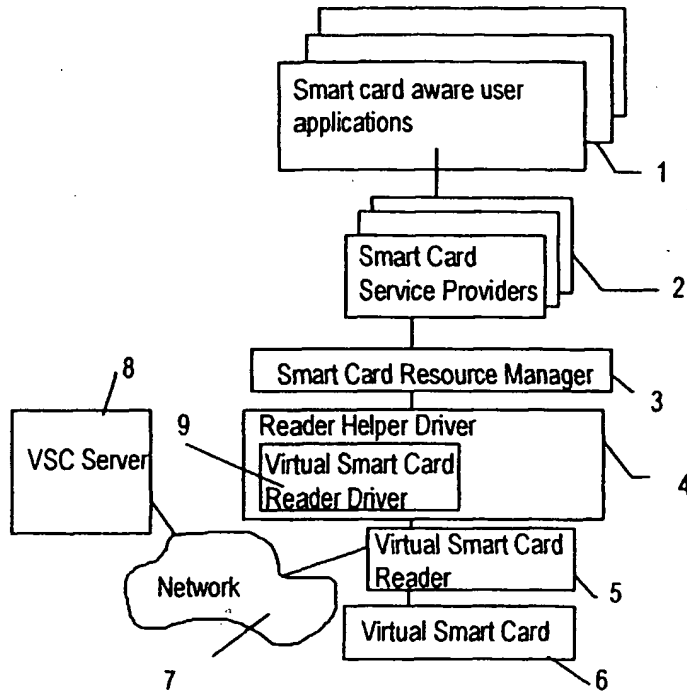 Smart card aware user
applications
1
Smart Card
Service Providers
2
8
Smart Card Resource Manager
3
9
Reader Helper Driver
VSC Server
Virtual Smart Card
Reader Driver
4
Virtual Smart Card
Reader
5
Network
Virtual Smart Card
7
6